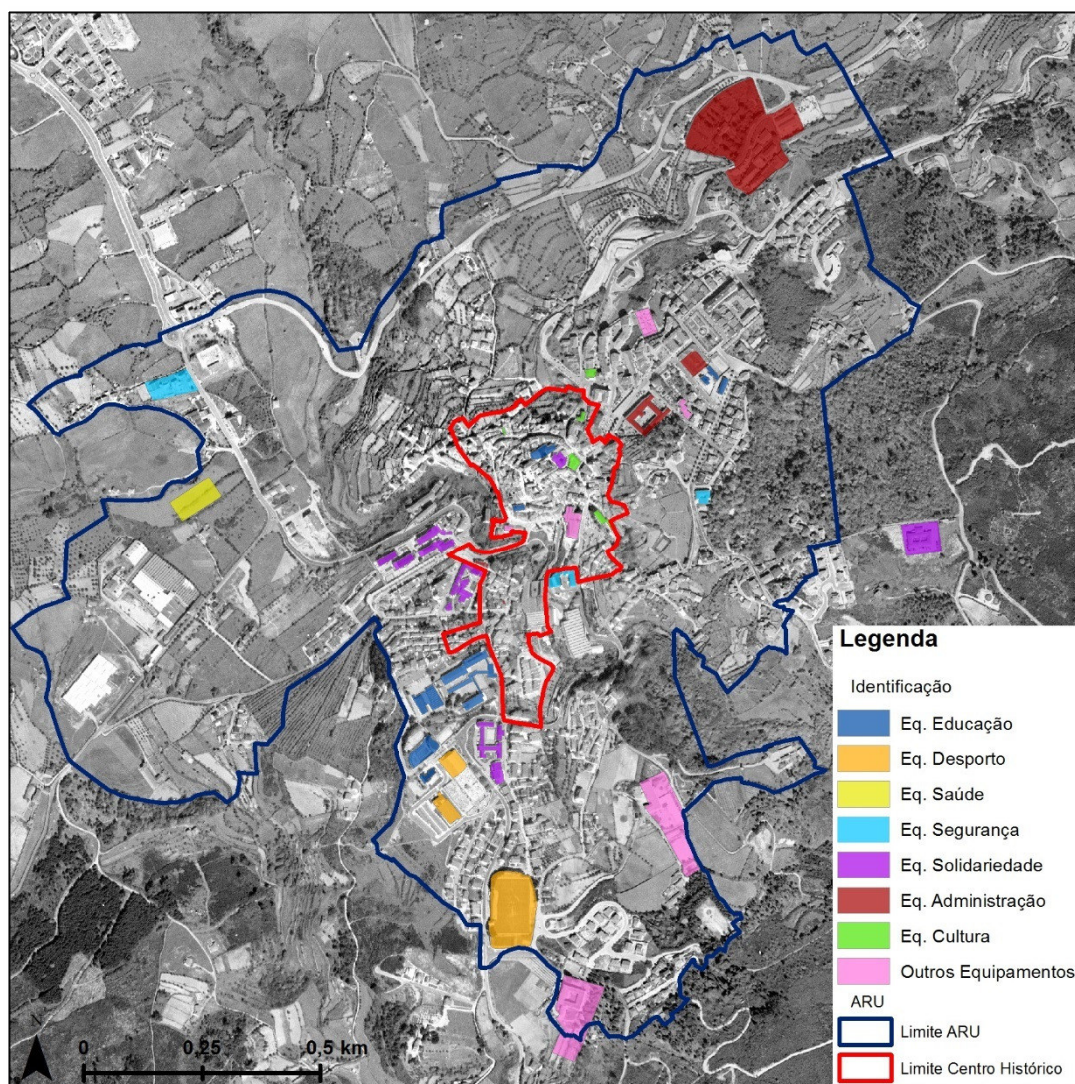 Legenda
Identificação
Eq. Educação
Eq. Desporto
Eq. Saúde
Eq. Segurança
Eq. Solidariedade
Eq. Administração
Eq. Cultura
Outros Equipamentos
ARU
Limite ARU
Limite Centro Histórico
N
0 0,25 0,5 km